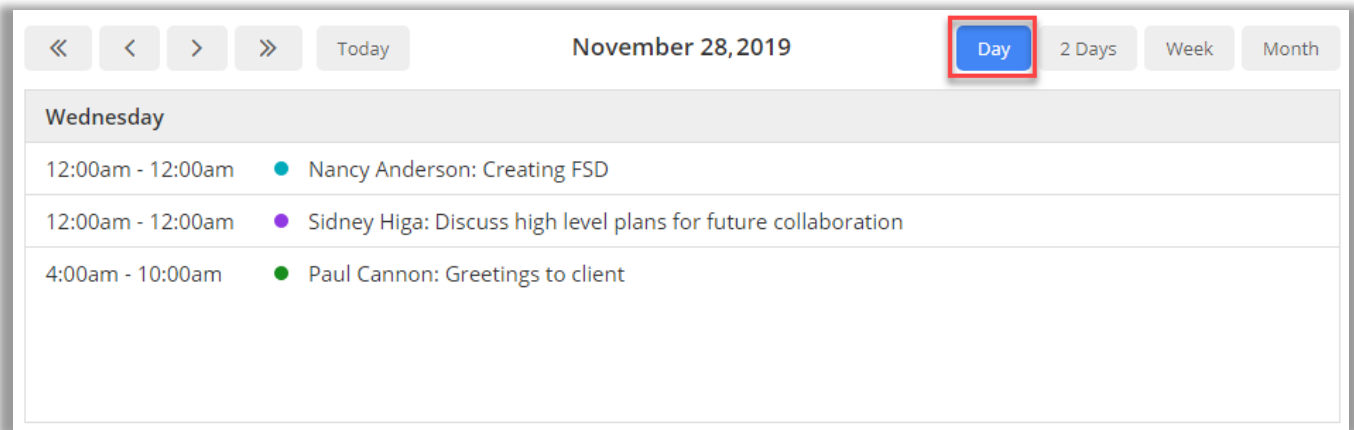 Today November 28,2019 Day 2 Days Week Month
Wednesday
12:00am - 12:00am Nancy Anderson: Creating FSD
12:00am - 12:00am Sidney Higa: Discuss high level plans for future collaboration
4:00am - 10:00am Paul Cannon: Greetings to client